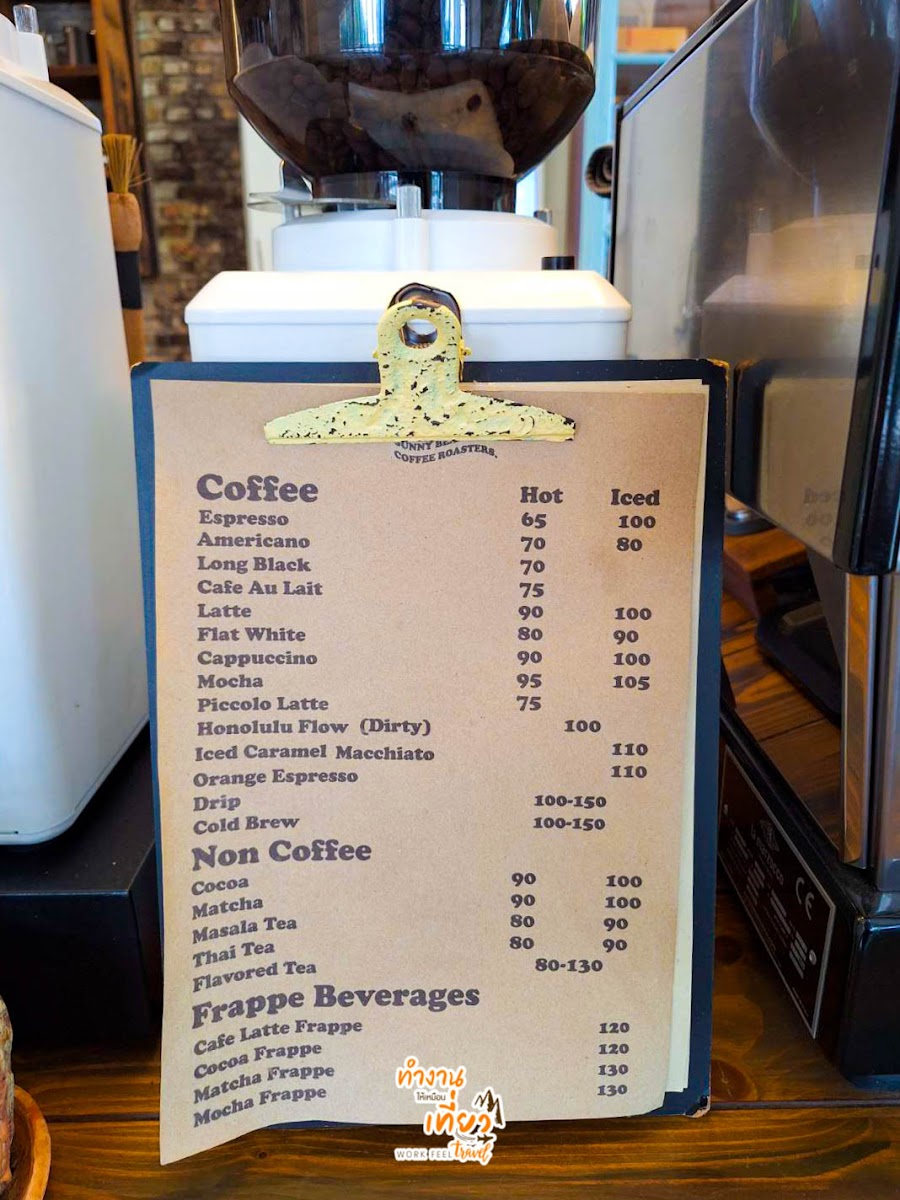 COFFEE ROASTERS.
Coffee Hot Iced
Espresso 65 100
Americano 70 80
Long Black 70
Cafe Au Lait 75
Latte 90 100
Flat White 80 90
Cappuccino 90 100
Mocha 95 105
Piccolo Latte 75
Honolulu Flow (Dirty) 100
Iced Caramel Macchiato 110
Orange Espresso 110
Drip 100-150
Cold Brew 100-150
Non Coffee
Cocoa 90 100
Matcha 90 100
Masala Tea 80 90
Thai Tea 80 90
Flavored Tea 80-130
Frappe Beverages
Cafe Latte Frappe 120
Cocoa Frappe 120
Matcha Frappe 130
Mocha Frappe 130
ทำงาน
ให้เหมือน
เที่ยว
WORK FEEL travel
CE